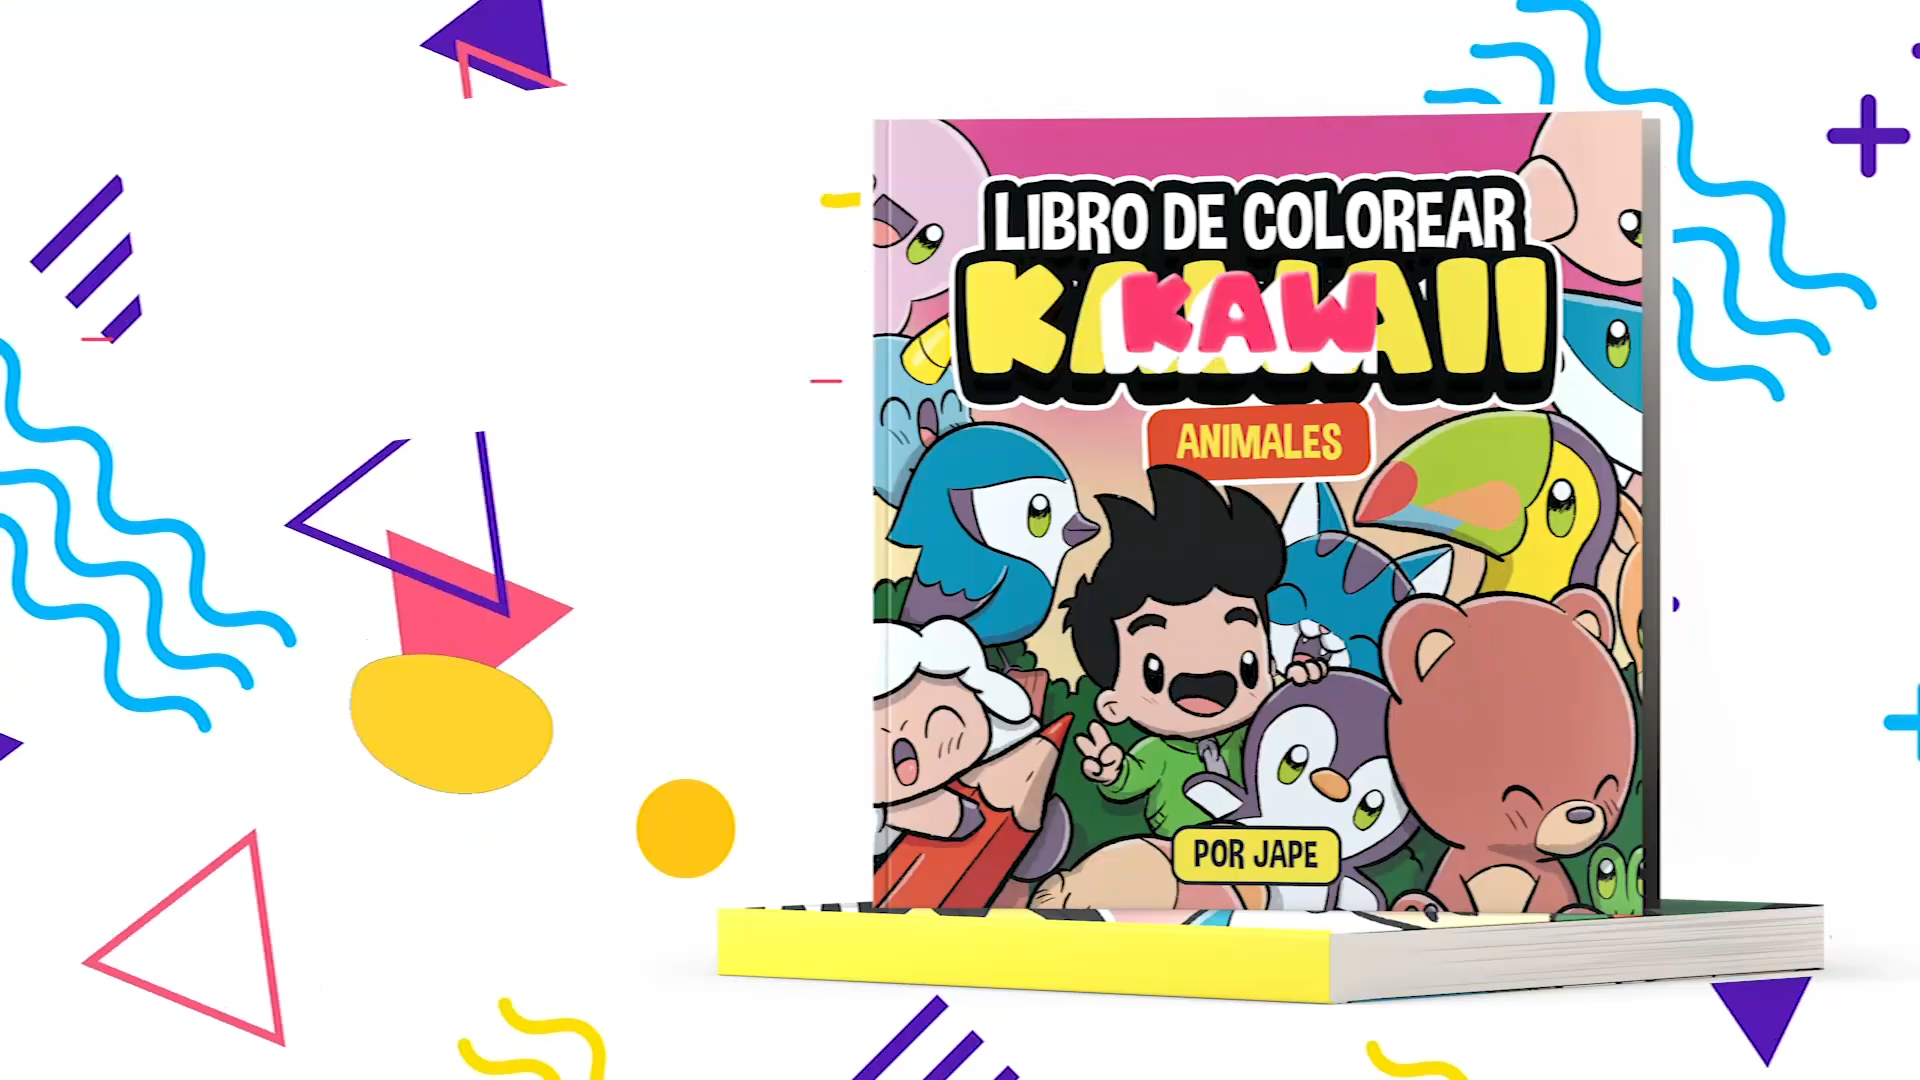 LIBRO DE COLOREAR
KAWAII
KAW
ANIMALES
POR JAPE